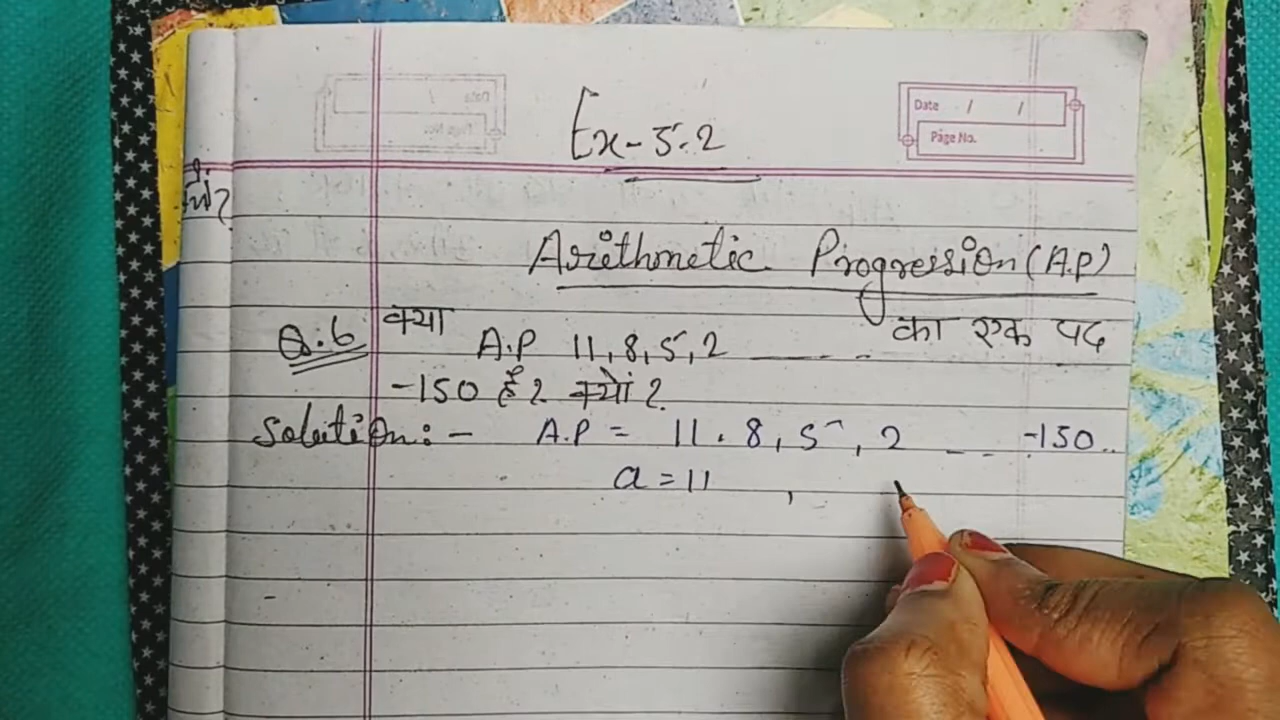 Ex-5.2
Date / /
Page No.
Arithmetic Progression (A.P)
Q.6 क्या A.P 11, 8, 5, 2 ---- का एक पद
-150 है? क्यों?
Solution:- A.P = 11, 8, 5, 2 --- -150..
a = 11 ,